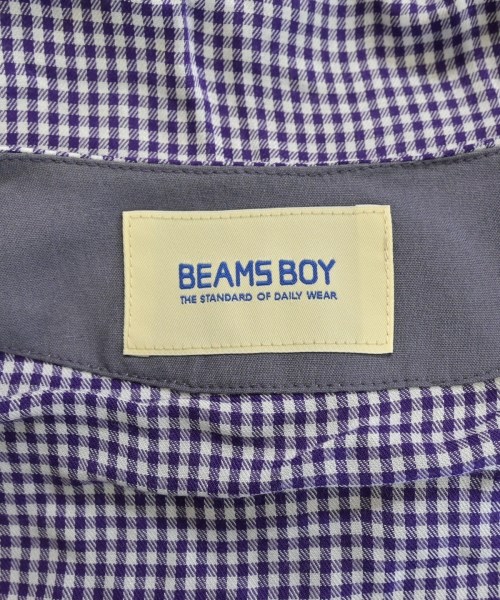 BEAMS BOY
THE STANDARD OF DAILY WEAR